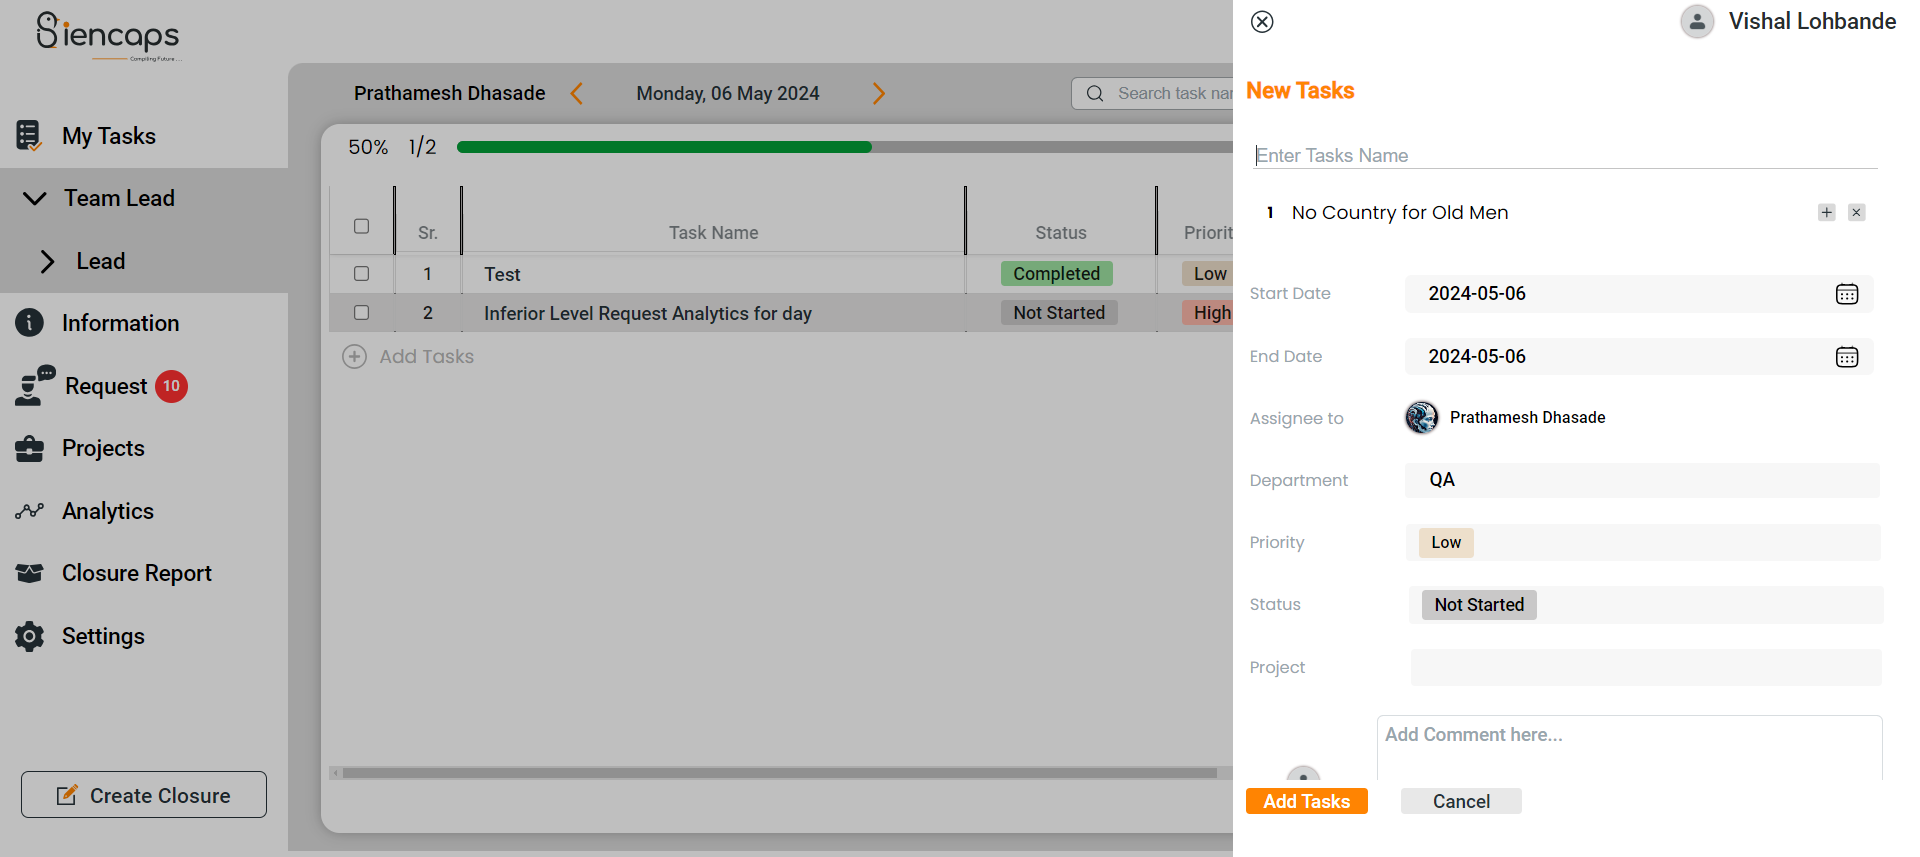 Siencaps
Compiling Future ...
My Tasks
Team Lead
Lead
Information
Request 10
Projects
Analytics
Closure Report
Settings
Create Closure
Prathamesh Dhasade Monday, 06 May 2024 Search task nar
50% 1/2
Sr. Task Name Status Priorit
1 Test Completed Low
2 Inferior Level Request Analytics for day Not Started High
Add Tasks
Vishal Lohbande
New Tasks
Enter Tasks Name
1 No Country for Old Men
Start Date 2024-05-06
End Date 2024-05-06
Assignee to Prathamesh Dhasade
Department QA
Priority Low
Status Not Started
Project
Add Comment here...
Add Tasks Cancel